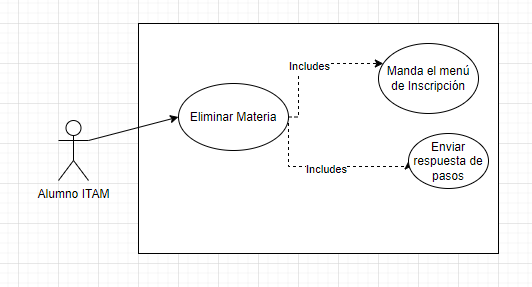 Includes
Manda el menú
de Inscripción
Eliminar Materia
Enviar
respuesta de
pasos
Includes
Alumno ITAM